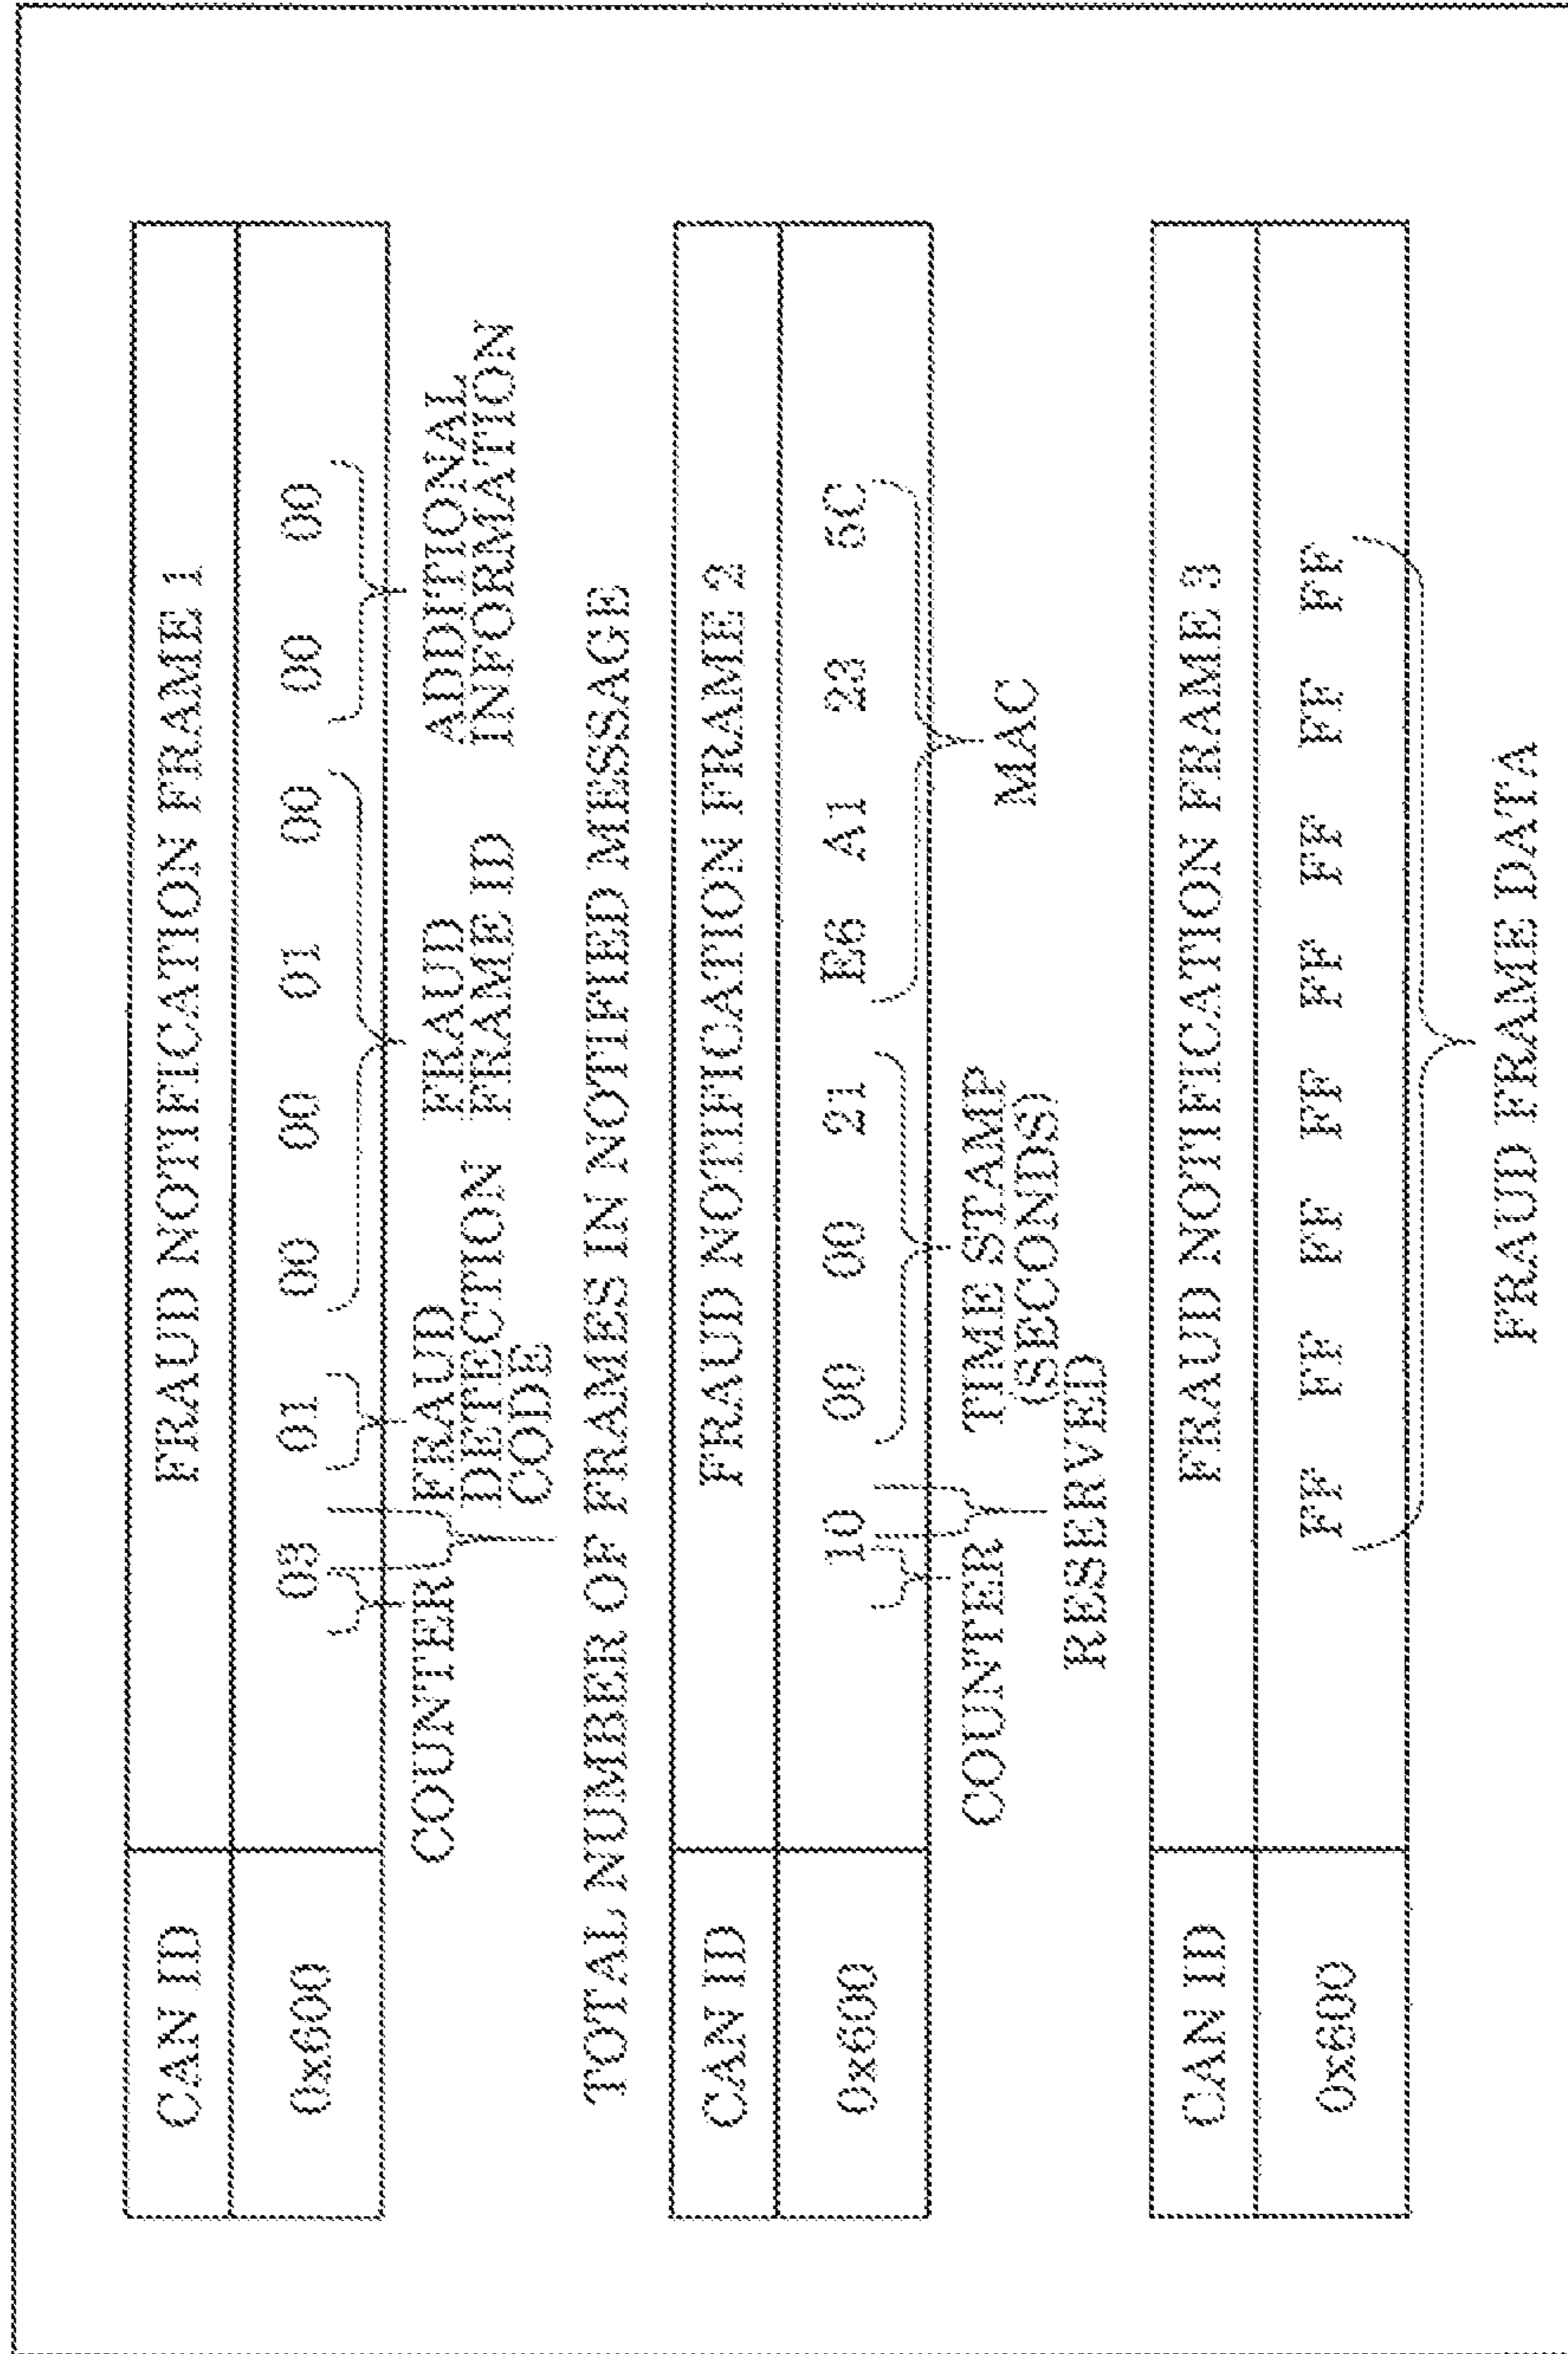 CAN ID
FRAUD NOTIFICATION FRAME 1
0x600
03 01 00 00 01 00 00 00
COUNTER
FRAUD
DETECTION
CODE
FRAUD
FRAME ID
ADDITIONAL
INFORMATION
TOTAL NUMBER OF FRAMES IN NOTIFIED MESSAGE
CAN ID
FRAUD NOTIFICATION FRAME 2
0x600
10 00 00 21 E6 A1 23 5C
COUNTER
TIME STAMP
(SECONDS)
MAC
RESERVED
CAN ID
FRAUD NOTIFICATION FRAME 3
0x600
FF FF FF FF FF FF FF FF
FRAUD FRAME DATA